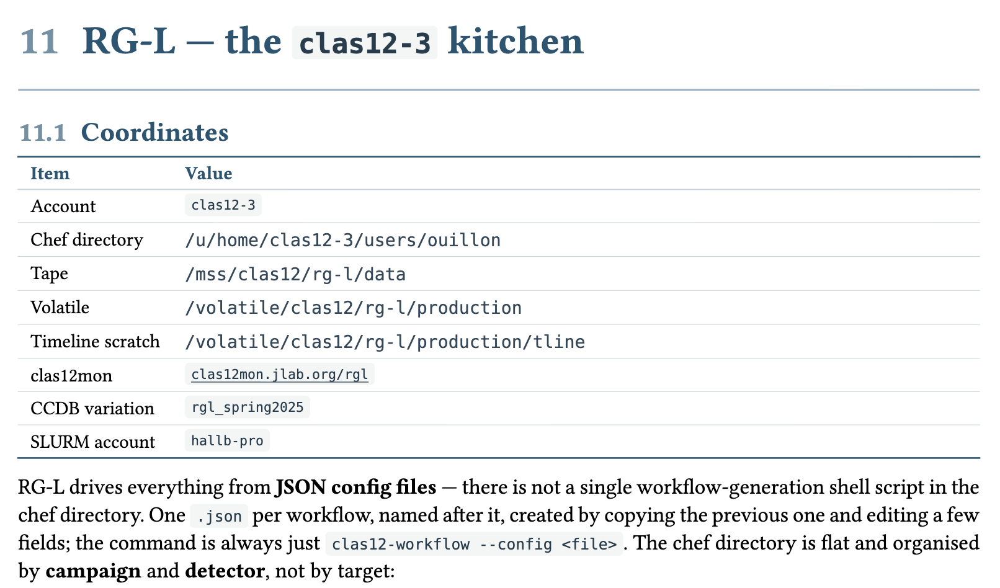 11 RG-L — the clas12-3 kitchen
11.1 Coordinates
Item Value
Account clas12-3
Chef directory /u/home/clas12-3/users/ouillon
Tape /mss/clas12/rg-l/data
Volatile /volatile/clas12/rg-l/production
Timeline scratch /volatile/clas12/rg-l/production/tline
clas12mon clas12mon.jlab.org/rgl
CCDB variation rgl_spring2025
SLURM account hallb-pro
RG-L drives everything from JSON config files — there is not a single workflow-generation shell script in the
chef directory. One .json per workflow, named after it, created by copying the previous one and editing a few
fields; the command is always just clas12-workflow --config <file>. The chef directory is flat and organised
by campaign and detector, not by target: